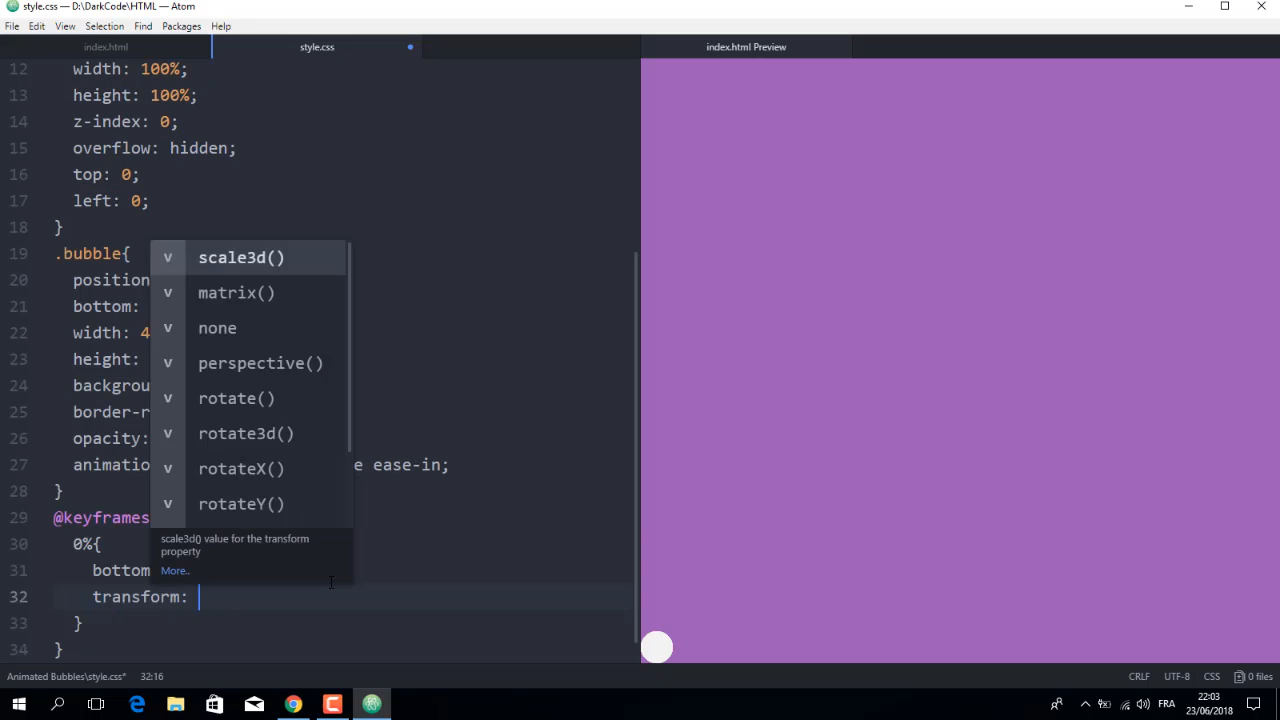 style.css — D:\DarkCode\HTML — Atom
File Edit View Selection Find Packages Help
index.html style.css index.html Preview
12 width: 100%;
13 height: 100%;
14 z-index: 0;
15 overflow: hidden;
16 top: 0;
17 left: 0;
18 }
19 .bubble{
20 position
21 bottom:
22 width: 4
23 height:
24 backgrou
25 border-r
26 opacity:
27 animatio e ease-in;
28 }
29 @keyframes
30 0%{
31 bottom
32 transform:
33 }
34 }
v scale3d()
v matrix()
v none
v perspective()
v rotate()
v rotate3d()
v rotateX()
v rotateY()
scale3d() value for the transform
property
More..
Animated Bubbles\style.css* 32:16 CRLF UTF-8 CSS 0 files
FRA 22:03
23/06/2018